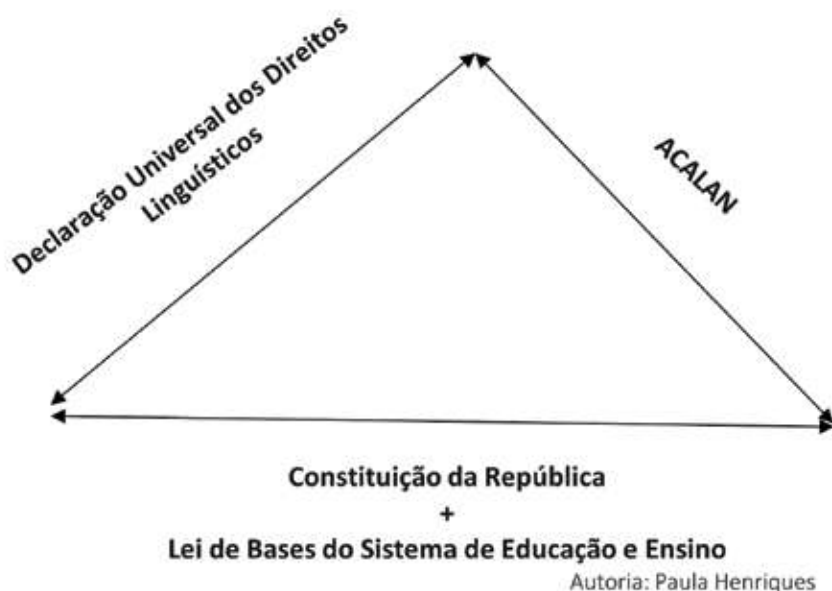 Declaração Universal dos Direitos
Linguísticos
ACALAN
Constituição da República
+
Lei de Bases do Sistema de Educação e Ensino
Autoria: Paula Henriques